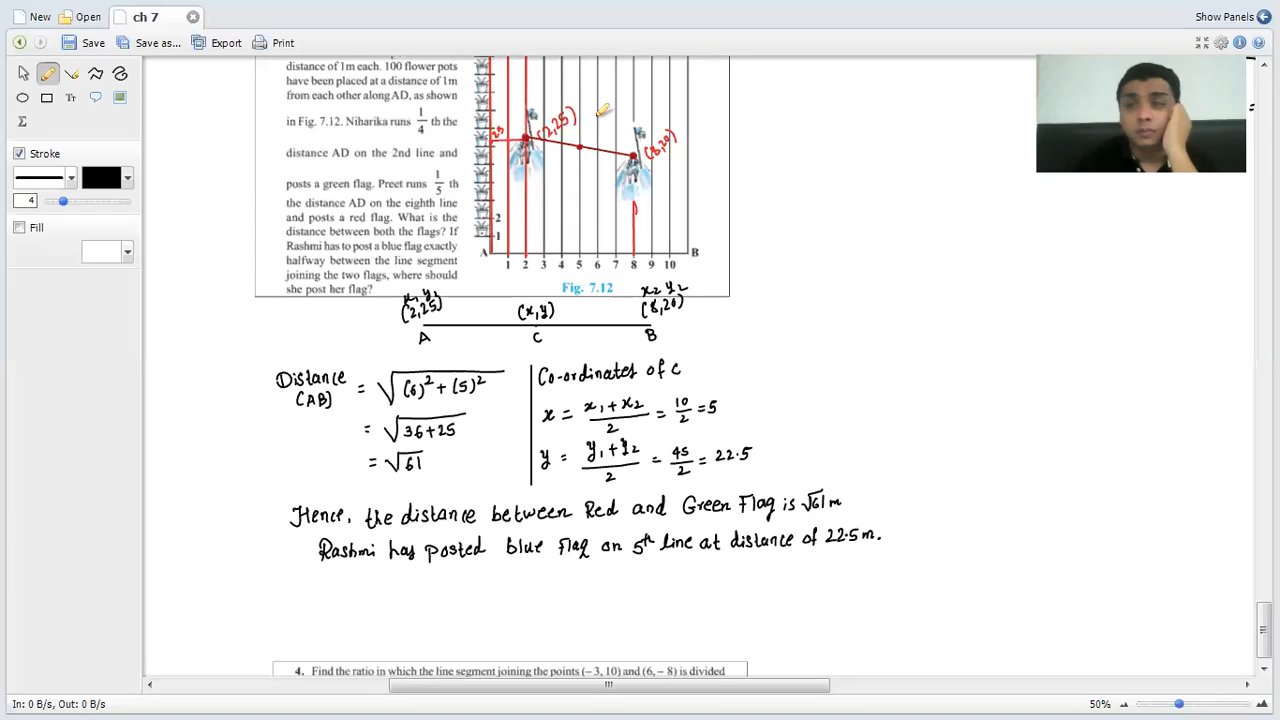 New Open ch 7 Show Panels
Save Save as... Export Print
Stroke
4
Fill
distance of 1m each. 100 flower pots
have been placed at a distance of 1m
from each other along AD, as shown
in Fig. 7.12. Niharika runs 1/4 th the
distance AD on the 2nd line and
posts a green flag. Preet runs 1/5 th
the distance AD on the eighth line
and posts a red flag. What is the
distance between both the flags? If
Rashmi has to post a blue flag exactly
halfway between the line segment
joining the two flags, where should
she post her flag?
25
(2,25)
(8,20)
2
1
A B
1 2 3 4 5 6 7 8 9 10
Fig. 7.12
x₁ y₁ x₂ y₂
(2,25) (x,y) (8,20)
A C B
Distance (AB) = √(6)² + (5)²
= √36+25
= √61
Co-ordinates of C
x = x₁+x₂/2 = 10/2 = 5
y = y₁+y₂/2 = 45/2 = 22.5
Hence, the distance between Red and Green Flag is √61 m
Rashmi has posted blue Flag on 5th line at distance of 22.5 m.
4. Find the ratio in which the line segment joining the points (– 3, 10) and (6, – 8) is divided
In: 0 B/s, Out: 0 B/s 50%